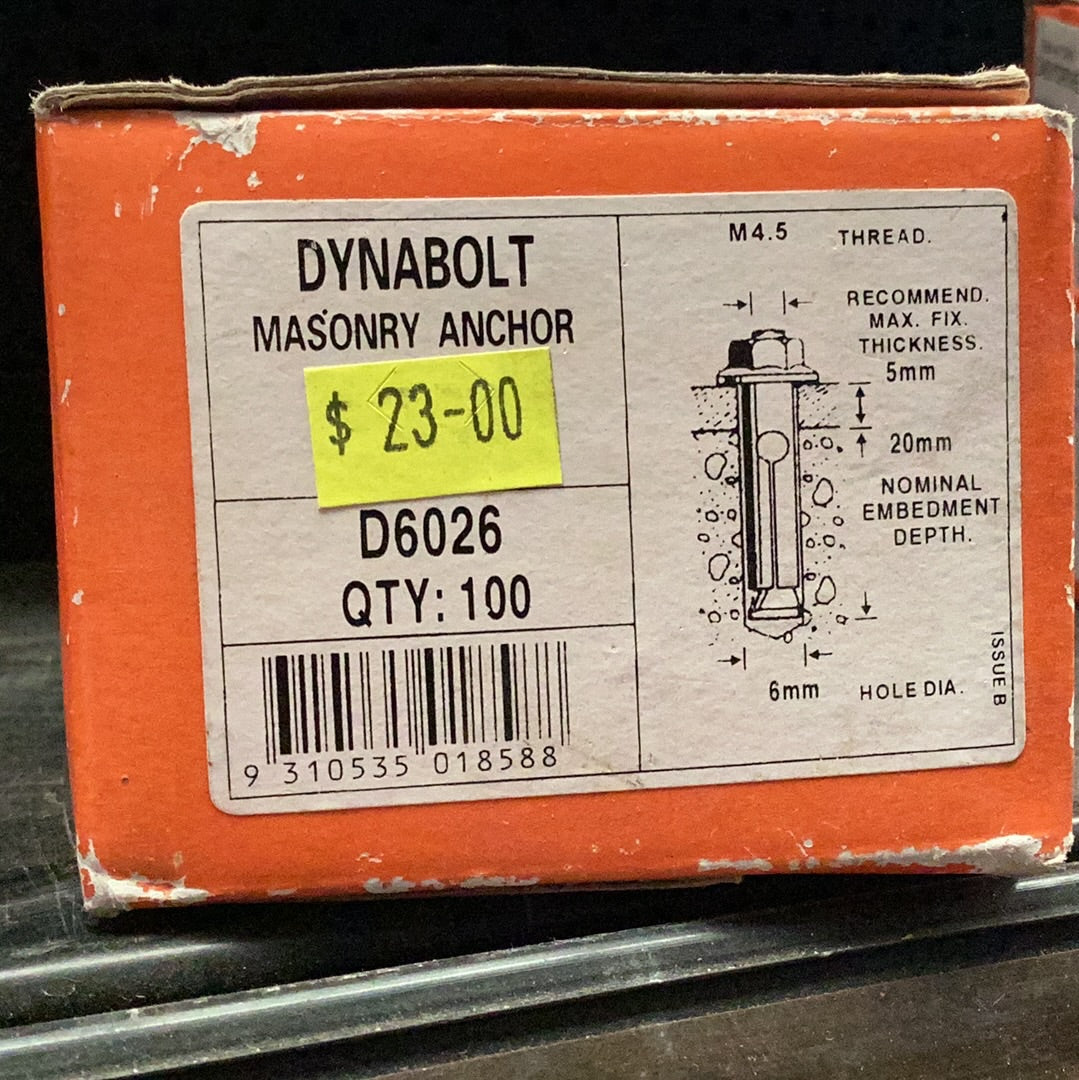 DYNABOLT
MASONRY ANCHOR
$ 23-00
D6026
QTY: 100
9 310535 018588
M4.5 THREAD.
RECOMMEND.
MAX. FIX.
THICKNESS.
5mm
20mm
NOMINAL
EMBEDMENT
DEPTH.
6mm HOLE DIA.
ISSUE B